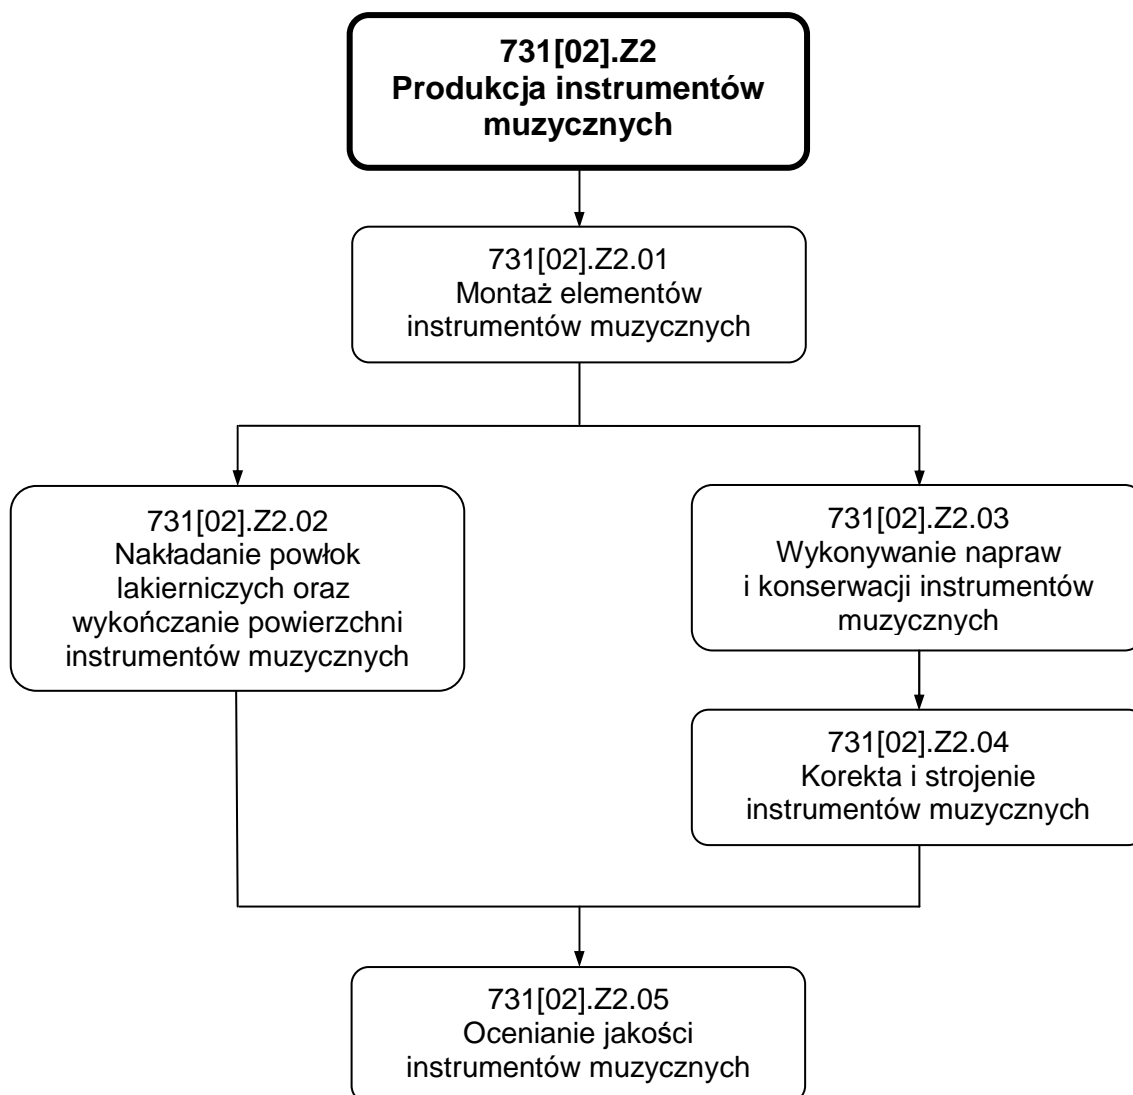 731[02].Z2
Produkcja instrumentów
muzycznych
731[02].Z2.01
Montaż elementów
instrumentów muzycznych
731[02].Z2.02
Nakładanie powłok
lakierniczych oraz
wykończanie powierzchni
instrumentów muzycznych
731[02].Z2.03
Wykonywanie napraw
i konserwacji instrumentów
muzycznych
731[02].Z2.04
Korekta i strojenie
instrumentów muzycznych
731[02].Z2.05
Ocenianie jakości
instrumentów muzycznych